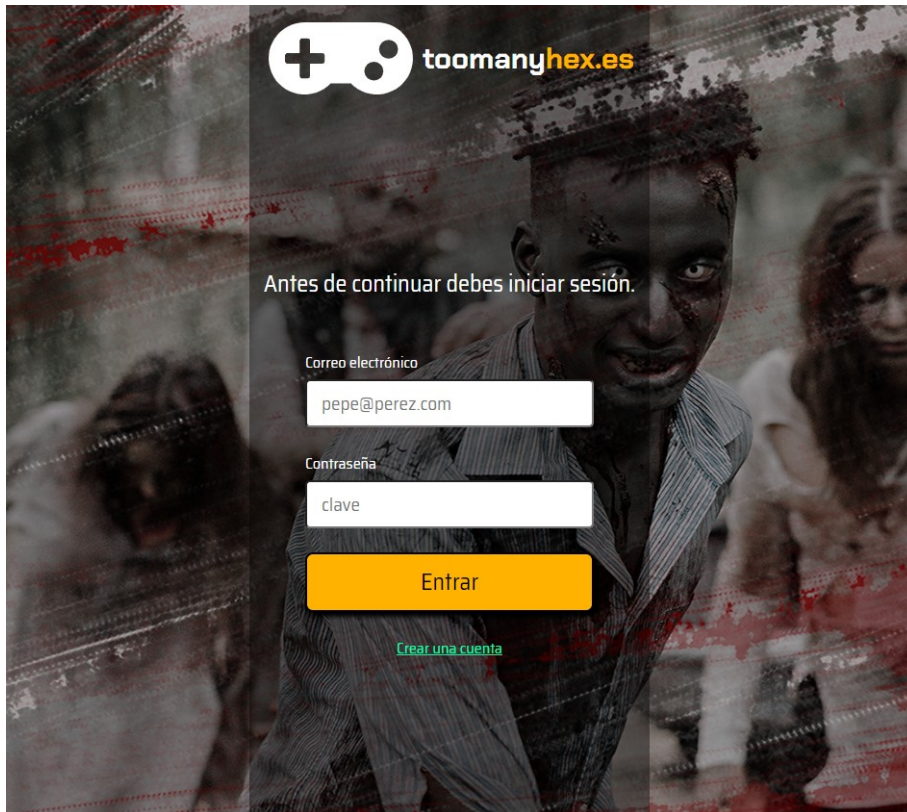 toomanyhex.es
Antes de continuar debes iniciar sesión.
Correo electrónico
pepe@perez.com
Contraseña
clave
Entrar
Crear una cuenta